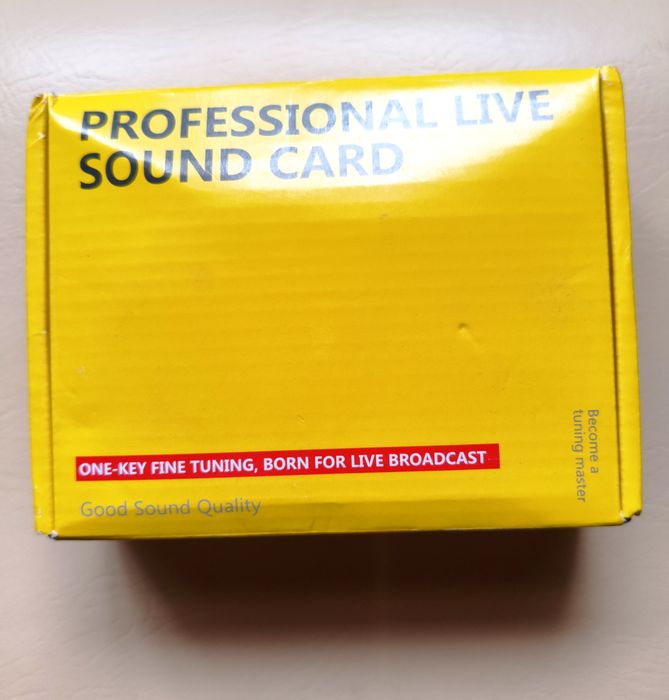 PROFESSIONAL LIVE
SOUND CARD
ONE-KEY FINE TUNING, BORN FOR LIVE BROADCAST
Good Sound Quality
Become a
tuning master